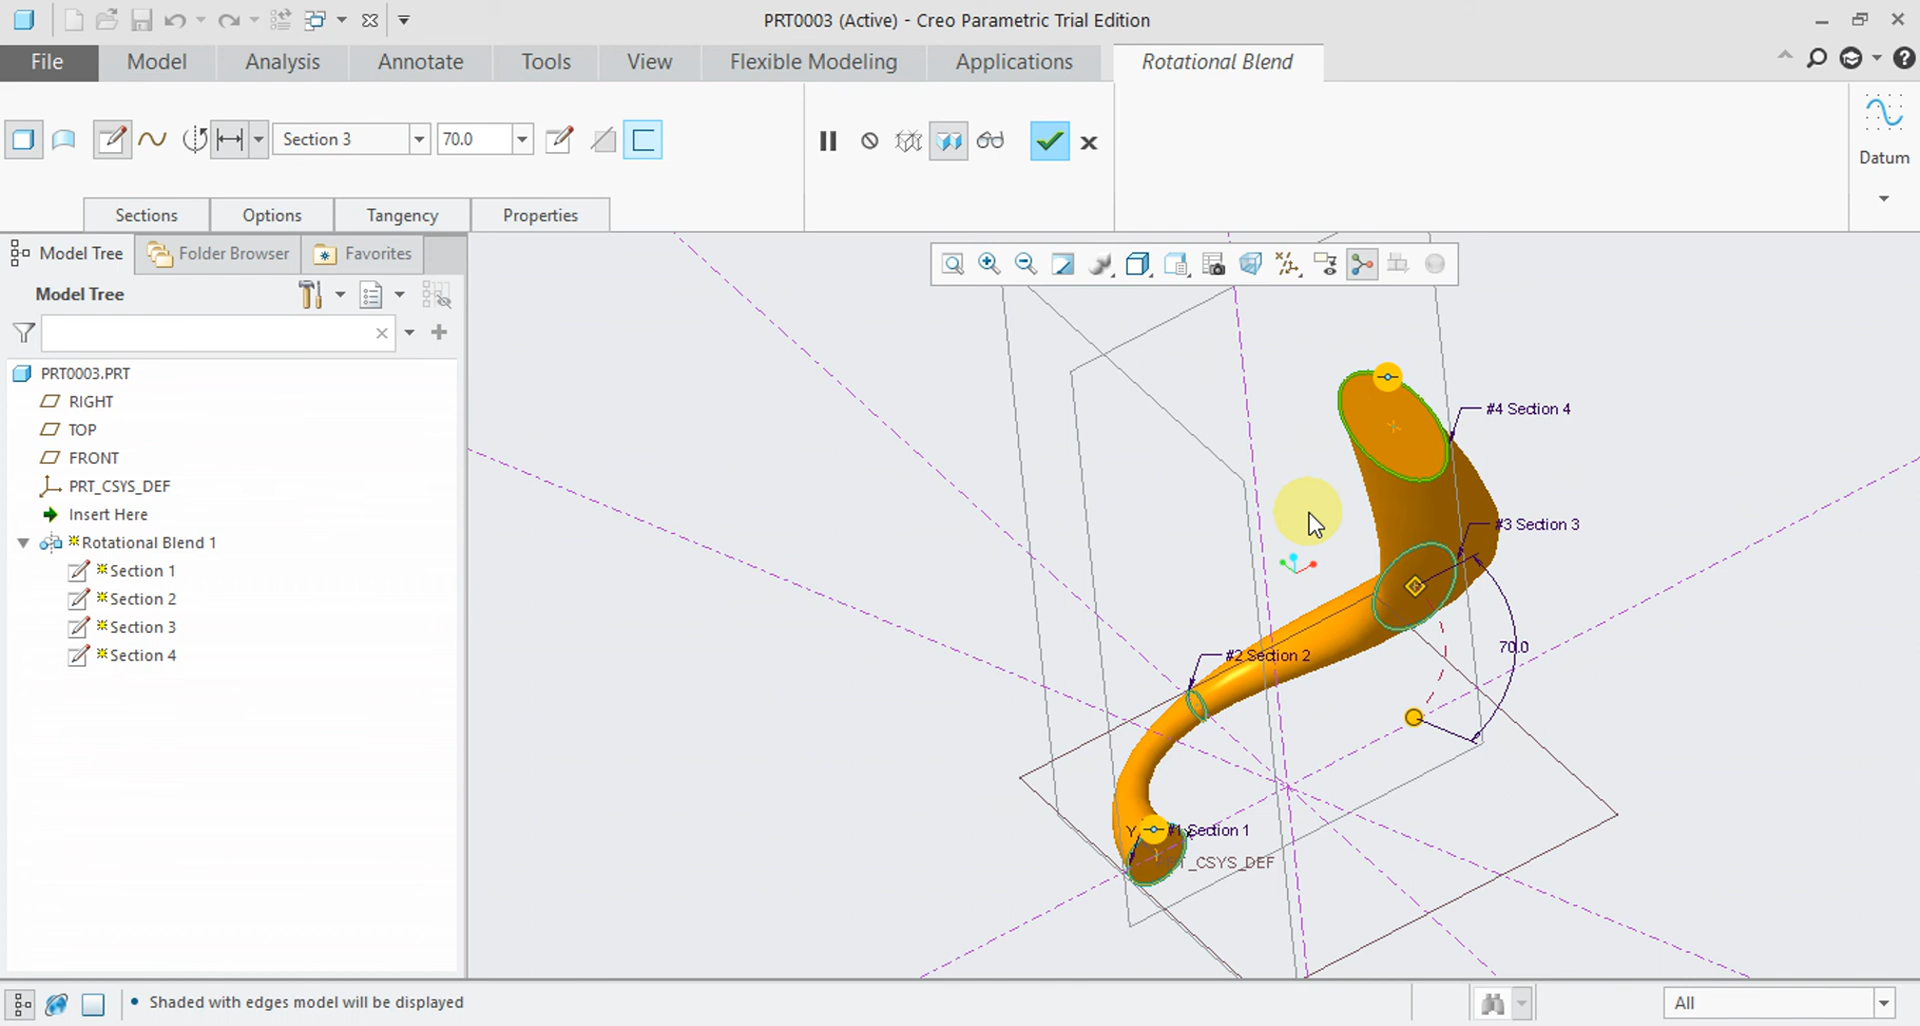 PRT0003 (Active) - Creo Parametric Trial Edition
File Model Analysis Annotate Tools View Flexible Modeling Applications Rotational Blend
Section 3 70.0
Datum
Sections Options Tangency Properties
Model Tree Folder Browser Favorites
Model Tree
PRT0003.PRT
RIGHT
TOP
FRONT
PRT_CSYS_DEF
Insert Here
Rotational Blend 1
Section 1
Section 2
Section 3
Section 4
#4 Section 4
#3 Section 3
70.0
#2 Section 2
Y #1 Section 1
_CSYS_DEF
Shaded with edges model will be displayed
All